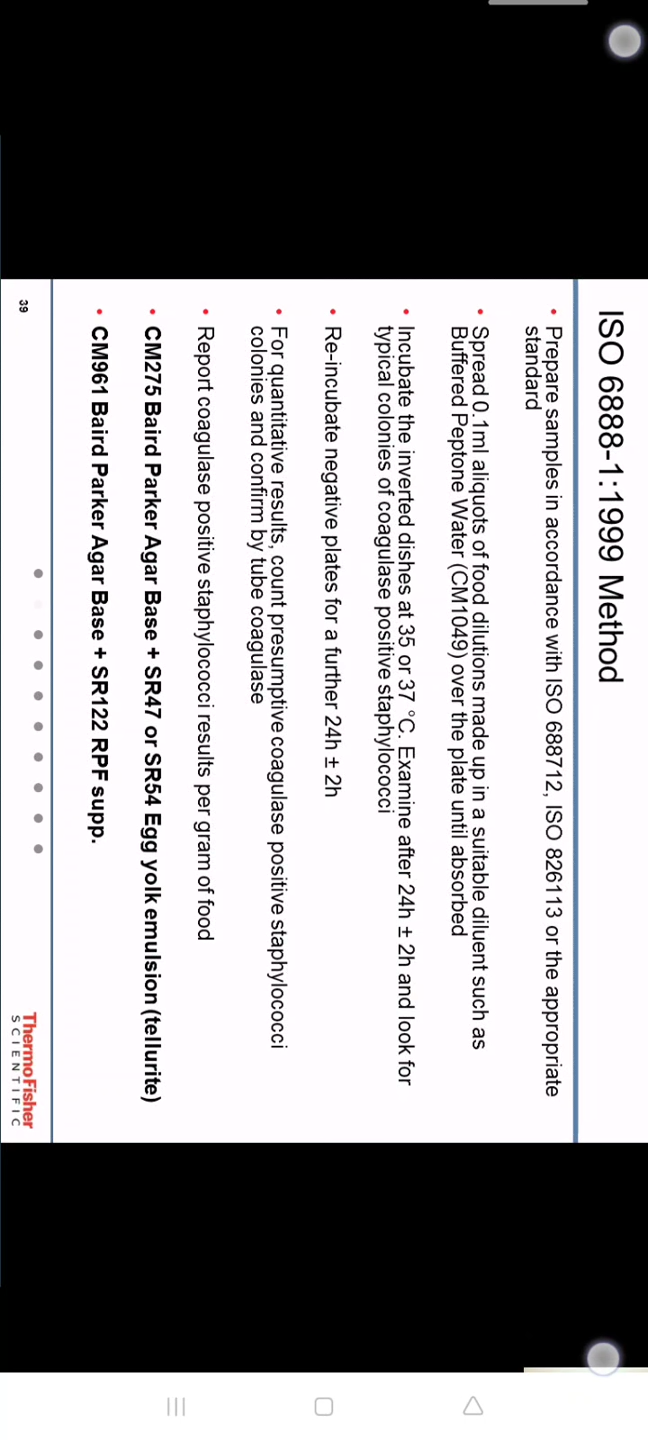 ISO 6888-1:1999 Method
• Prepare samples in accordance with ISO 688712, ISO 826113 or the appropriate
standard
• Spread 0.1ml aliquots of food dilutions made up in a suitable diluent such as
Buffered Peptone Water (CM1049) over the plate until absorbed
• Incubate the inverted dishes at 35 or 37 °C. Examine after 24h ± 2h and look for
typical colonies of coagulase positive staphylococci
• Re-incubate negative plates for a further 24h ± 2h
• For quantitative results, count presumptive coagulase positive staphylococci
colonies and confirm by tube coagulase
• Report coagulase positive staphylococci results per gram of food
• CM275 Baird Parker Agar Base + SR47 or SR54 Egg yolk emulsion (tellurite)
• CM961 Baird Parker Agar Base + SR122 RPF supp.
39
ThermoFisher
SCIENTIFIC